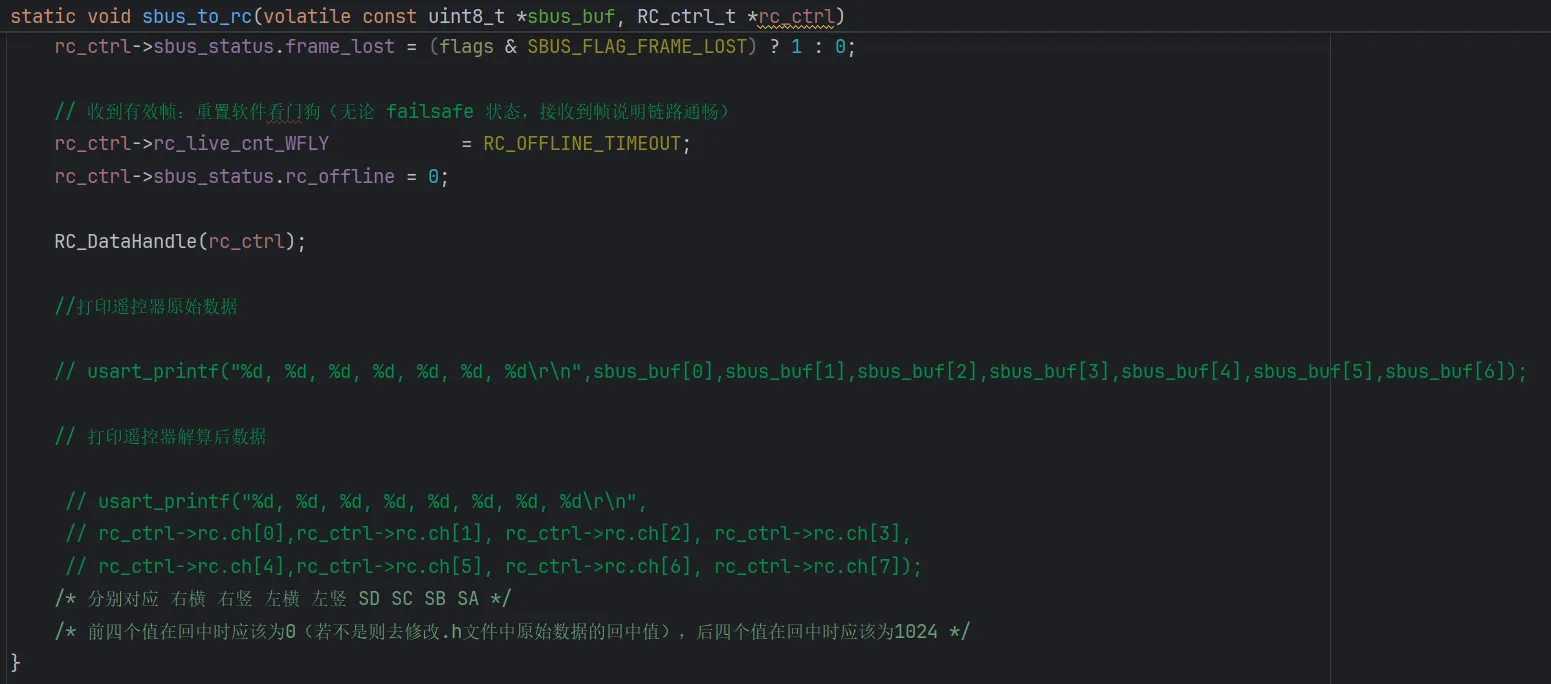 static void sbus_to_rc(volatile const uint8_t *sbus_buf, RC_ctrl_t *rc_ctrl)
rc_ctrl->sbus_status.frame_lost = (flags & SBUS_FLAG_FRAME_LOST) ? 1 : 0;
// 收到有效帧：重置软件看门狗（无论 failsafe 状态，接收到帧说明链路通畅）
rc_ctrl->rc_live_cnt_WFLY            = RC_OFFLINE_TIMEOUT;
rc_ctrl->sbus_status.rc_offline = 0;
RC_DataHandle(rc_ctrl);
//打印遥控器原始数据
// usart_printf("%d, %d, %d, %d, %d, %d, %d\r\n",sbus_buf[0],sbus_buf[1],sbus_buf[2],sbus_buf[3],sbus_buf[4],sbus_buf[5],sbus_buf[6]);
// 打印遥控器解算后数据
// usart_printf("%d, %d, %d, %d, %d, %d, %d, %d\r\n",
// rc_ctrl->rc.ch[0],rc_ctrl->rc.ch[1], rc_ctrl->rc.ch[2], rc_ctrl->rc.ch[3],
// rc_ctrl->rc.ch[4],rc_ctrl->rc.ch[5], rc_ctrl->rc.ch[6], rc_ctrl->rc.ch[7]);
/* 分别对应 右横 右竖 左横 左竖 SD SC SB SA */
/* 前四个值在回中时应该为0（若不是则去修改.h文件中原始数据的回中值），后四个值在回中时应该为1024 */
}